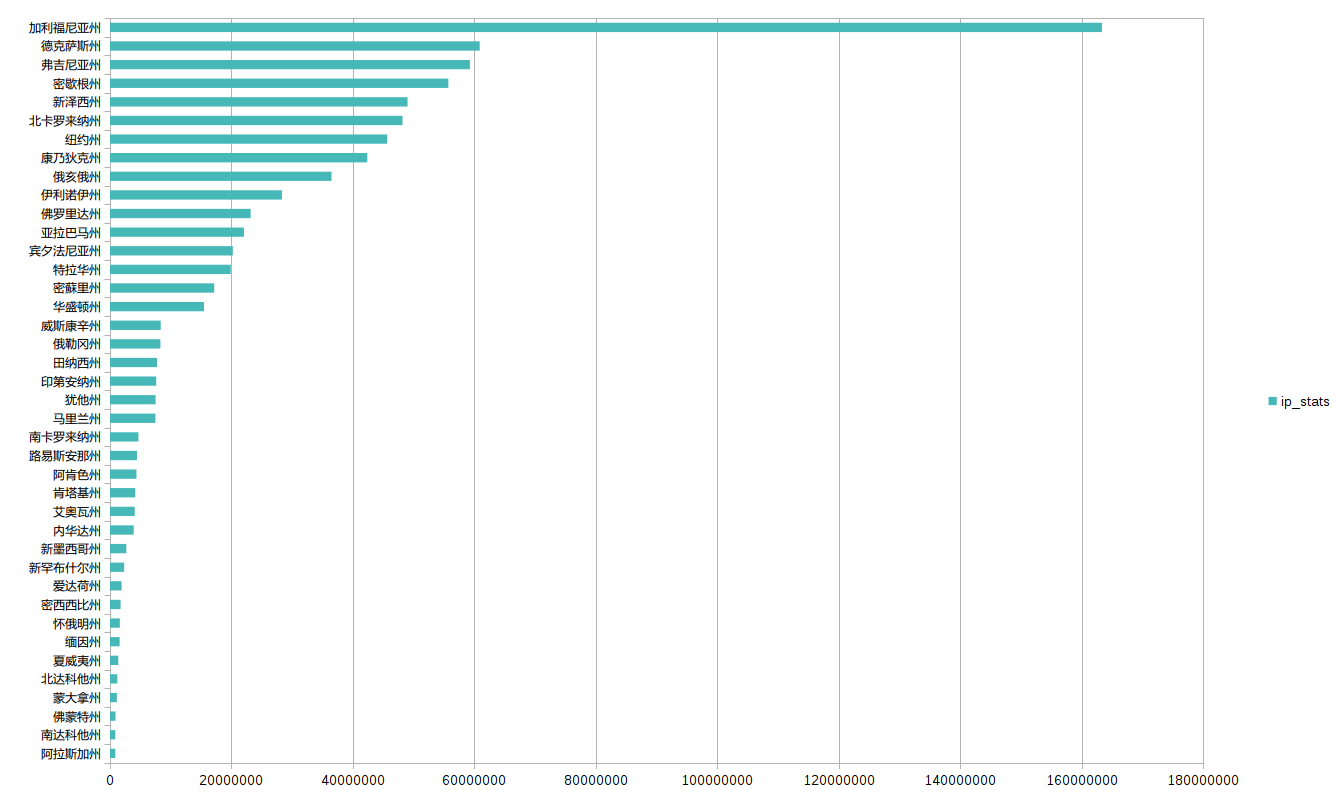 加利福尼亚州
德克萨斯州
弗吉尼亚州
密歇根州
新泽西州
北卡罗来纳州
纽约州
康乃狄克州
俄亥俄州
伊利诺伊州
佛罗里达州
亚拉巴马州
宾夕法尼亚州
特拉华州
密蘇里州
华盛顿州
威斯康辛州
俄勒冈州
田纳西州
印第安纳州
犹他州
马里兰州
南卡罗来纳州
路易斯安那州
阿肯色州
肯塔基州
艾奥瓦州
内华达州
新墨西哥州
新罕布什尔州
爱达荷州
密西西比州
怀俄明州
缅因州
夏威夷州
北达科他州
蒙大拿州
佛蒙特州
南达科他州
阿拉斯加州
0 20000000 40000000 60000000 80000000 100000000 120000000 140000000 160000000 180000000
ip_stats